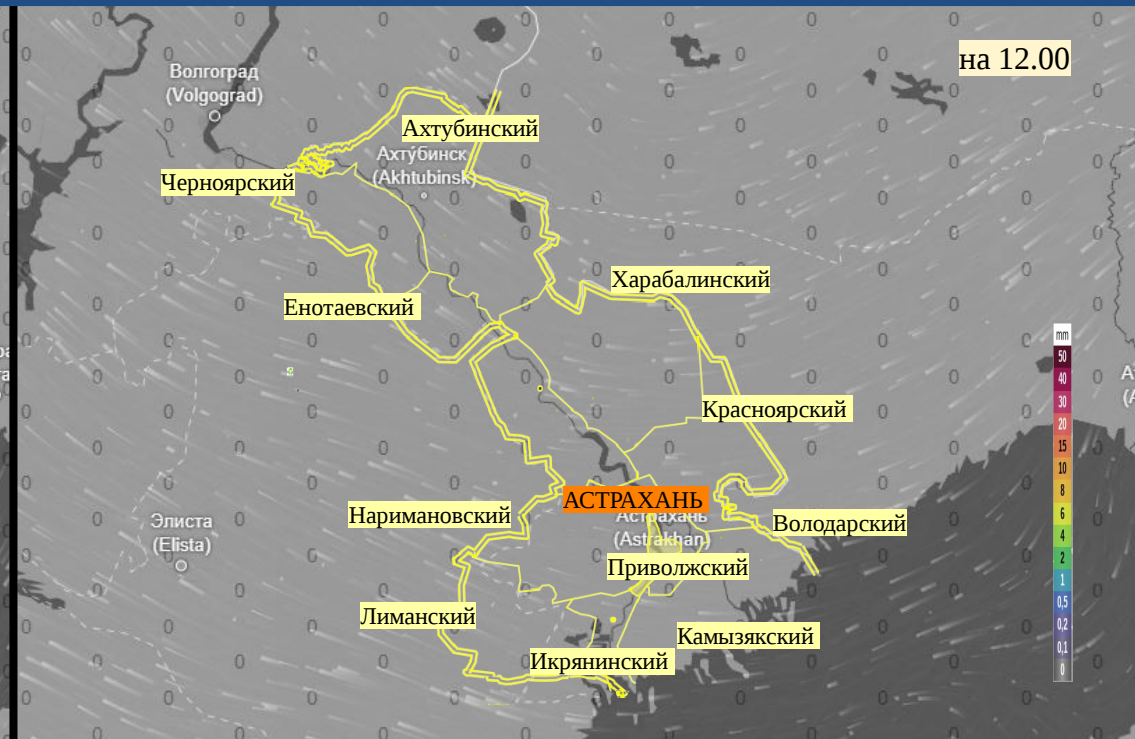 на 12.00
Волгоград
(Volgograd)
Ахтубинский
Ахту́бинск
(Akhtubinsk)
Черноярский
Харабалинский
Енотаевский
mm
50
40
30
20
15
10
8
6
4
2
1
0,5
0,2
0,1
0
Красноярский
АСТРАХАНЬ
Астрахань
(Astrakhan)
Наримановский
Володарский
Элиста
(Elista)
Приволжский
Лиманский
Камызякский
Икрянинский